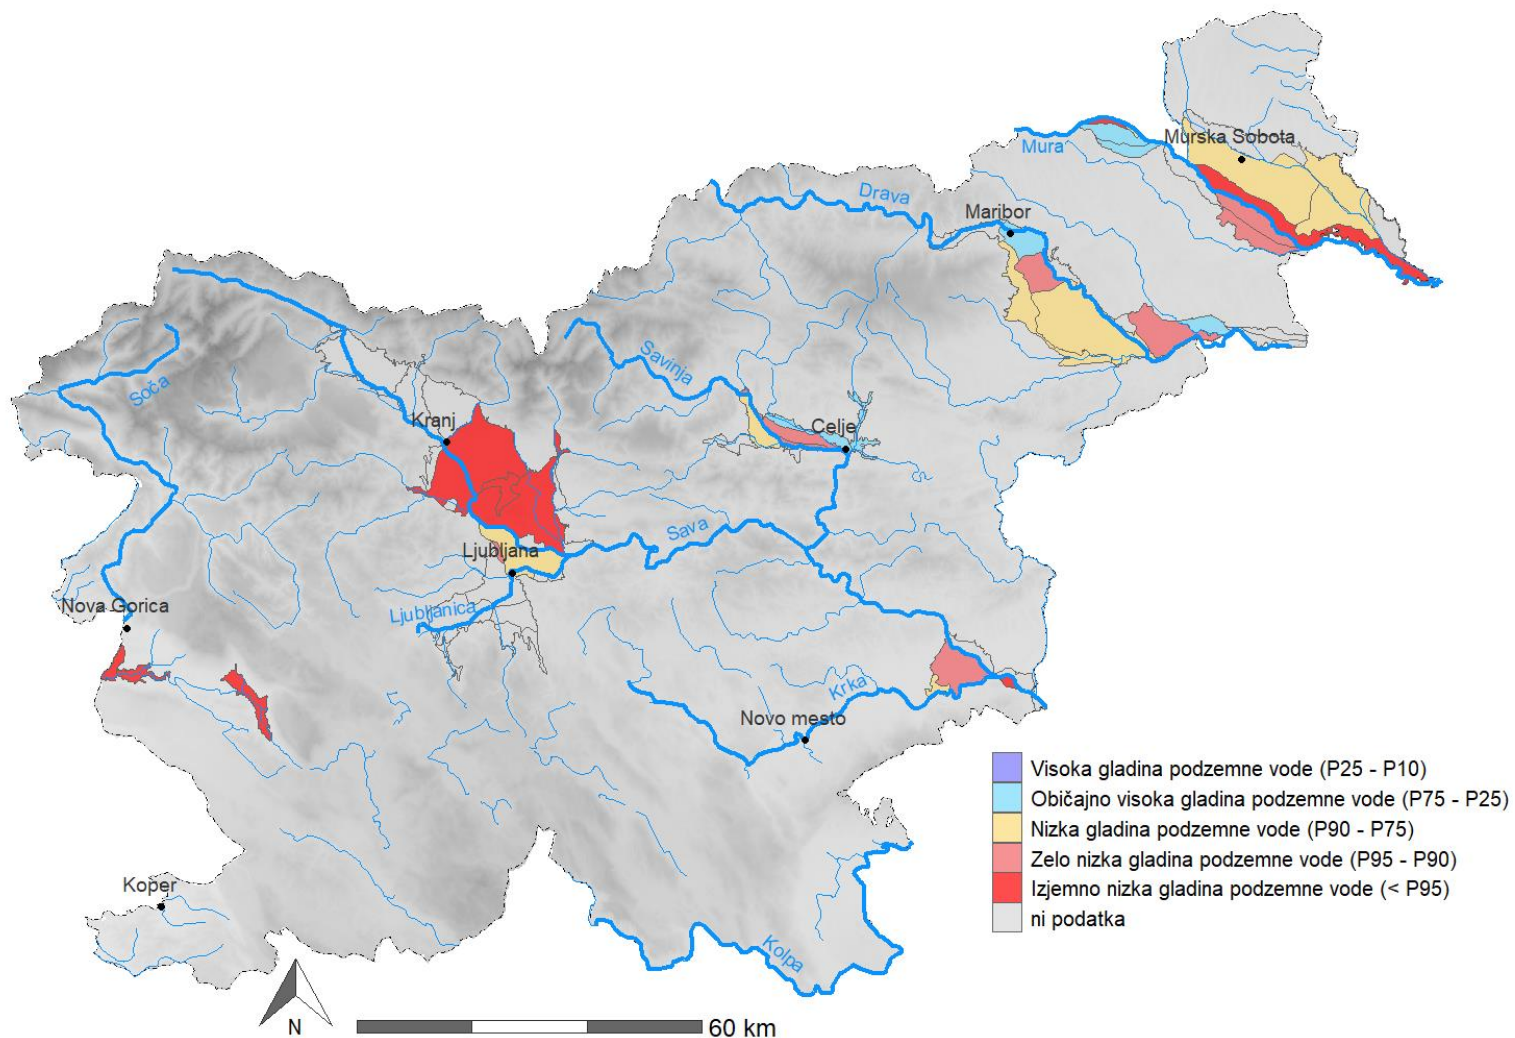 Mura
Murska Sobota
Drava
Maribor
Soča
Savinja
Kranj
Celje
Sava
Ljubljana
Nova Gorica
Ljubljanica
Krka
Novo mesto
Koper
Kolpa
Visoka gladina podzemne vode (P25 - P10)
Običajno visoka gladina podzemne vode (P75 - P25)
Nizka gladina podzemne vode (P90 - P75)
Zelo nizka gladina podzemne vode (P95 - P90)
Izjemno nizka gladina podzemne vode (< P95)
ni podatka
N
60 km